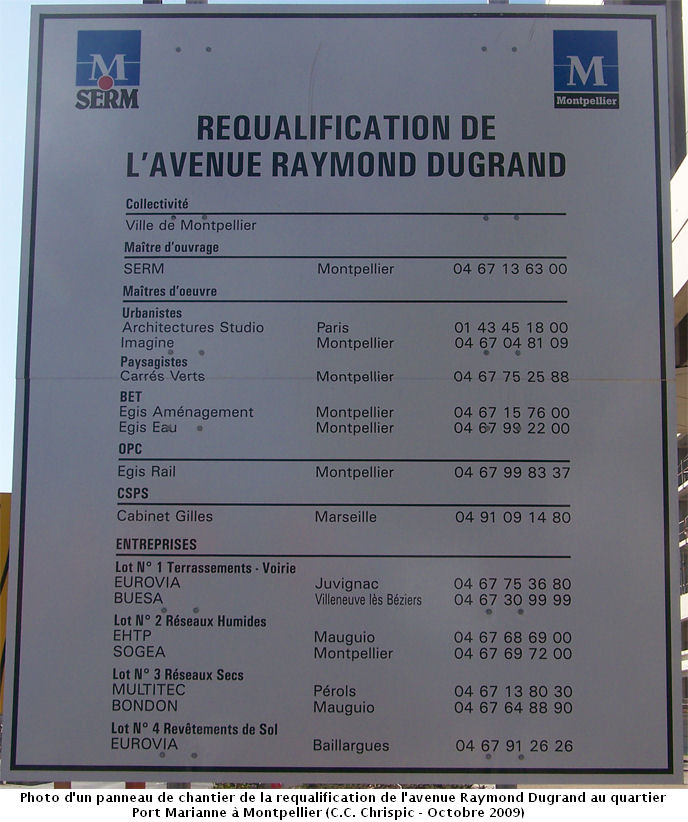 M
SERM
M
Montpellier
REQUALIFICATION DE
L'AVENUE RAYMOND DUGRAND
Collectivité
Ville de Montpellier
Maître d'ouvrage
SERM Montpellier 04 67 13 63 00
Maîtres d'oeuvre
Urbanistes
Architectures Studio Paris 01 43 45 18 00
Imagine Montpellier 04 67 04 81 09
Paysagistes
Carrés Verts Montpellier 04 67 75 25 88
BET
Egis Aménagement Montpellier 04 67 15 76 00
Egis Eau Montpellier 04 67 99 22 00
OPC
Egis Rail Montpellier 04 67 99 83 37
CSPS
Cabinet Gilles Marseille 04 91 09 14 80
ENTREPRISES
Lot N° 1 Terrassements - Voirie
EUROVIA Juvignac 04 67 75 36 80
BUESA Villeneuve lès Béziers 04 67 30 99 99
Lot N° 2 Réseaux Humides
EHTP Mauguio 04 67 68 69 00
SOGEA Montpellier 04 67 69 72 00
Lot N° 3 Réseaux Secs
MULTITEC Pérols 04 67 13 80 30
BONDON Mauguio 04 67 64 88 90
Lot N° 4 Revêtements de Sol
EUROVIA Baillargues 04 67 91 26 26
Photo d'un panneau de chantier de la requalification de l'avenue Raymond Dugrand au quartier
Port Marianne à Montpellier (C.C. Chrispic - Octobre 2009)